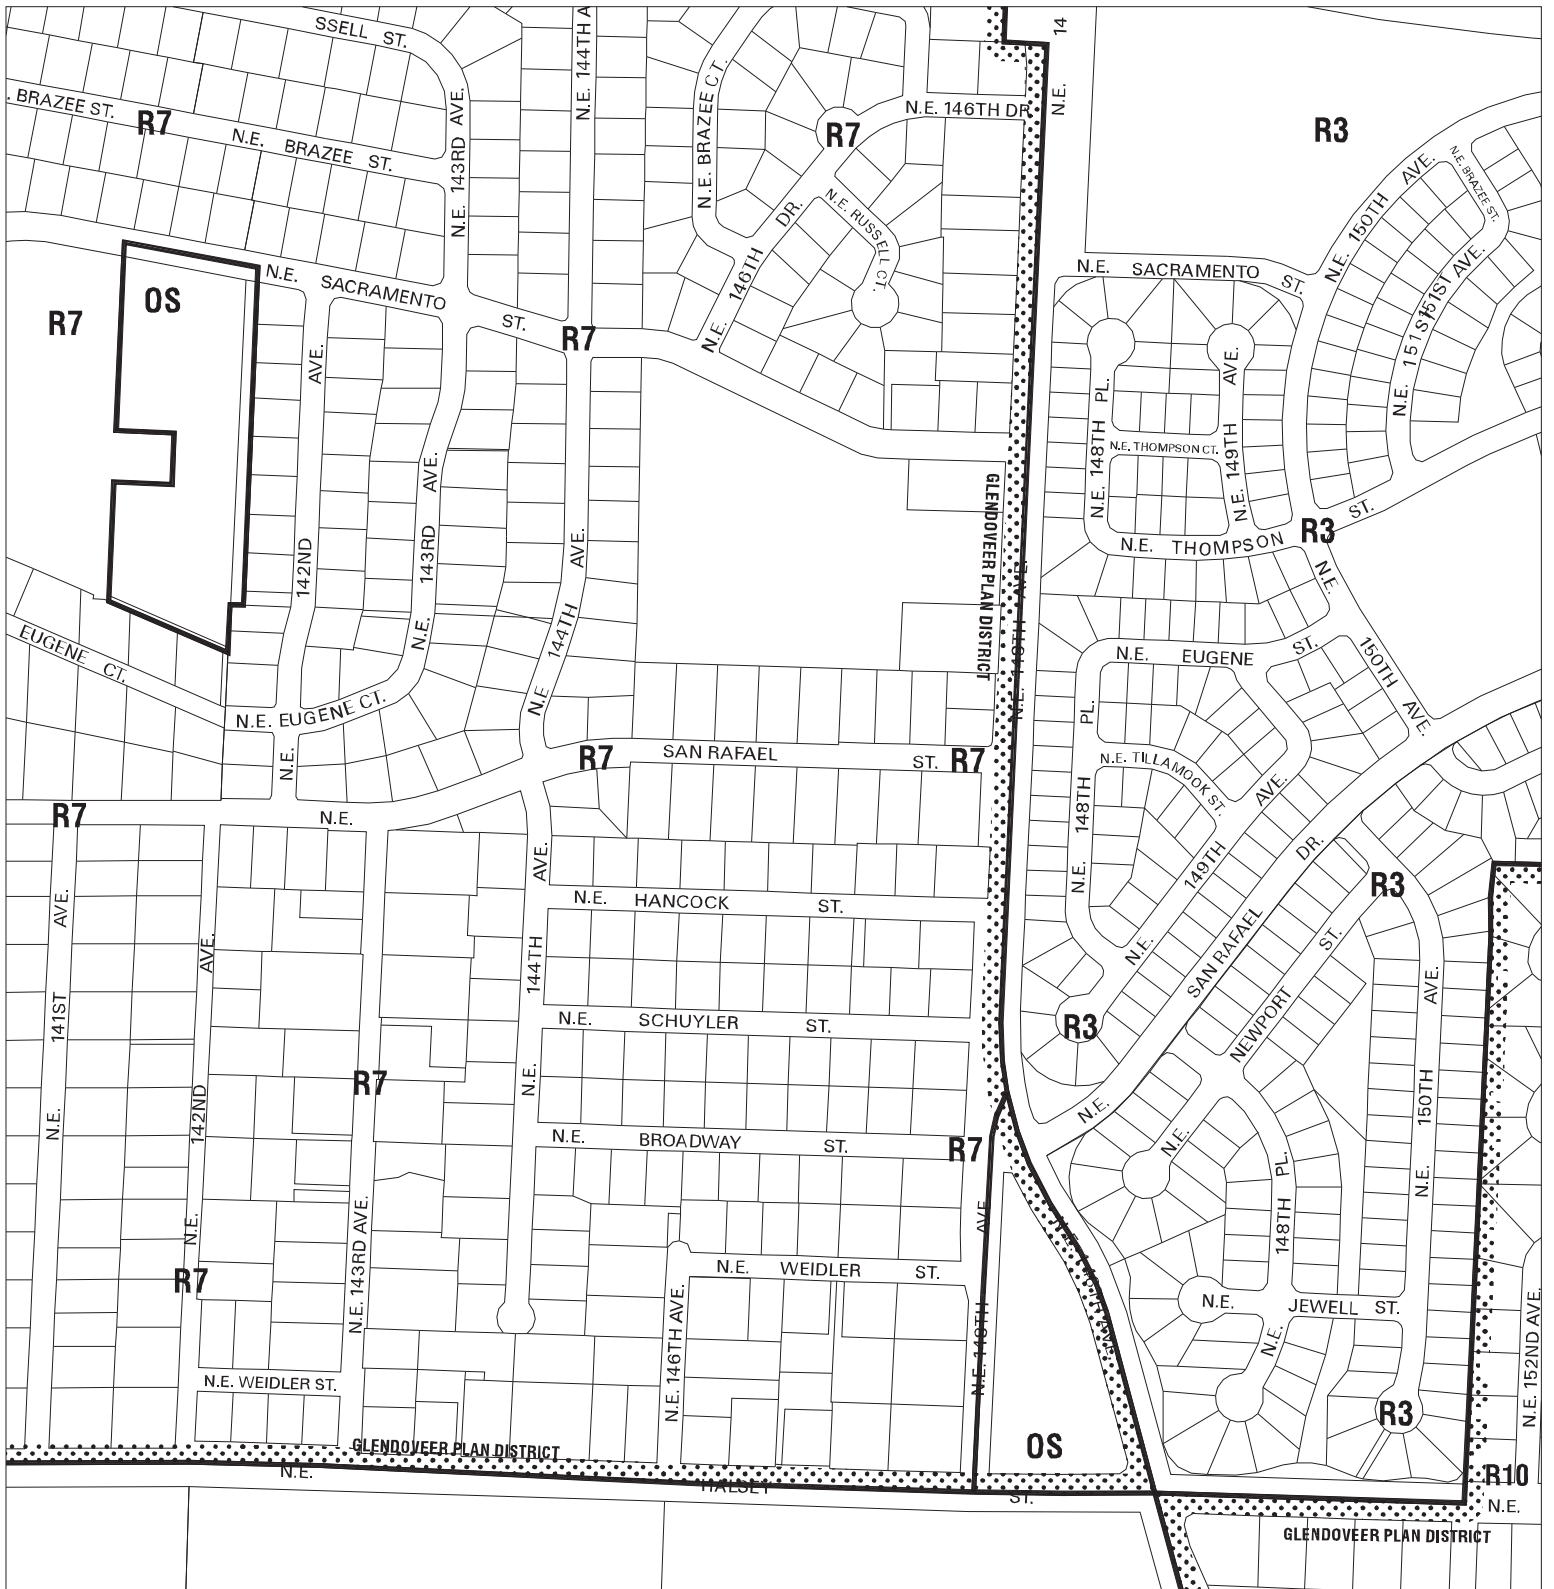 SSELL ST.
N.E. 144TH A
14
N.E.
. BRAZEE ST.
R7
N.E. BRAZEE ST.
N.E. 143RD AVE.
N.E. BRAZEE CT.
N.E. 146TH DR
R7
R3
N.E. 150TH AVE.
N.E. BRAZEE ST.
N.E. RUSSELL CT.
N.E. 146TH DR.
N.E. SACRAMENTO ST.
OS
R7
N.E. SACRAMENTO ST.
R7
N.E. 151ST AVE.
151ST
N.E. 142ND AVE.
N.E. 143RD AVE.
N.E. 144TH AVE.
N.E. 148TH PL.
N.E. 149TH AVE.
N.E. THOMPSON CT.
GLENDOVEER PLAN DISTRICT
N.E. 148TH AVE.
N.E. THOMPSON ST.
R3
N.E. 150TH AVE.
EUGENE CT.
N.E. EUGENE CT.
N.E. EUGENE ST.
R7
SAN RAFAEL ST.
R7
N.E. TILLAMOOK ST.
N.E. 148TH PL.
N.E. 149TH AVE.
R7
N.E.
N.E. 141ST AVE.
N.E. 142ND AVE.
N.E. 144TH AVE.
N.E. HANCOCK ST.
N.E. SAN RAFAEL DR.
R3
NEWPORT ST.
N.E.
N.E. SCHUYLER ST.
R3
N.E. 150TH AVE.
R7
N.E. BROADWAY ST.
R7
148TH PL.
N.E.
N.E. 143RD AVE.
R7
N.E. WEIDLER ST.
N.E. 146TH AVE.
N.E. 148TH AVE
N.E. 148TH AVE.
N.E. JEWELL ST.
N.E. WEIDLER ST.
R3
N.E. 152ND AVE.
GLENDOVEER PLAN DISTRICT
OS
N.E. HALSEY ST.
R10
N.E.
GLENDOVEER PLAN DISTRICT